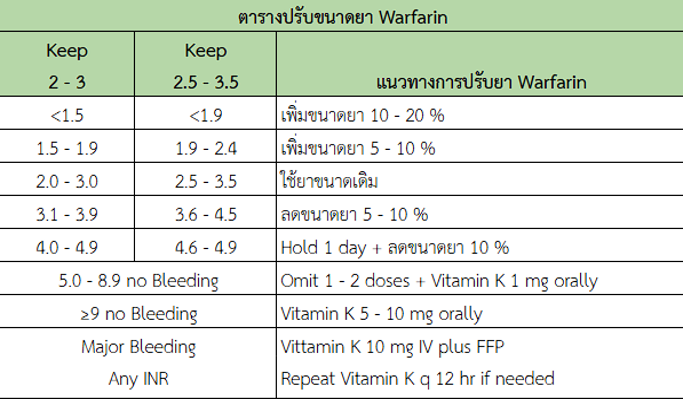 ตารางปรับขนาดยา Warfarin
Keep 2 - 3 Keep 2.5 - 3.5 แนวทางการปรับยา Warfarin
<1.5 <1.9 เพิ่มขนาดยา 10 - 20 %
1.5 - 1.9 1.9 - 2.4 เพิ่มขนาดยา 5 - 10 %
2.0 - 3.0 2.5 - 3.5 ใช้ยาขนาดเดิม
3.1 - 3.9 3.6 - 4.5 ลดขนาดยา 5 - 10 %
4.0 - 4.9 4.6 - 4.9 Hold 1 day + ลดขนาดยา 10 %
5.0 - 8.9 no Bleeding Omit 1 - 2 doses + Vitamin K 1 mg orally
≥9 no Bleeding Vitamin K 5 - 10 mg orally
Major Bleeding Vittamin K 10 mg IV plus FFP
Any INR Repeat Vitamin K q 12 hr if needed